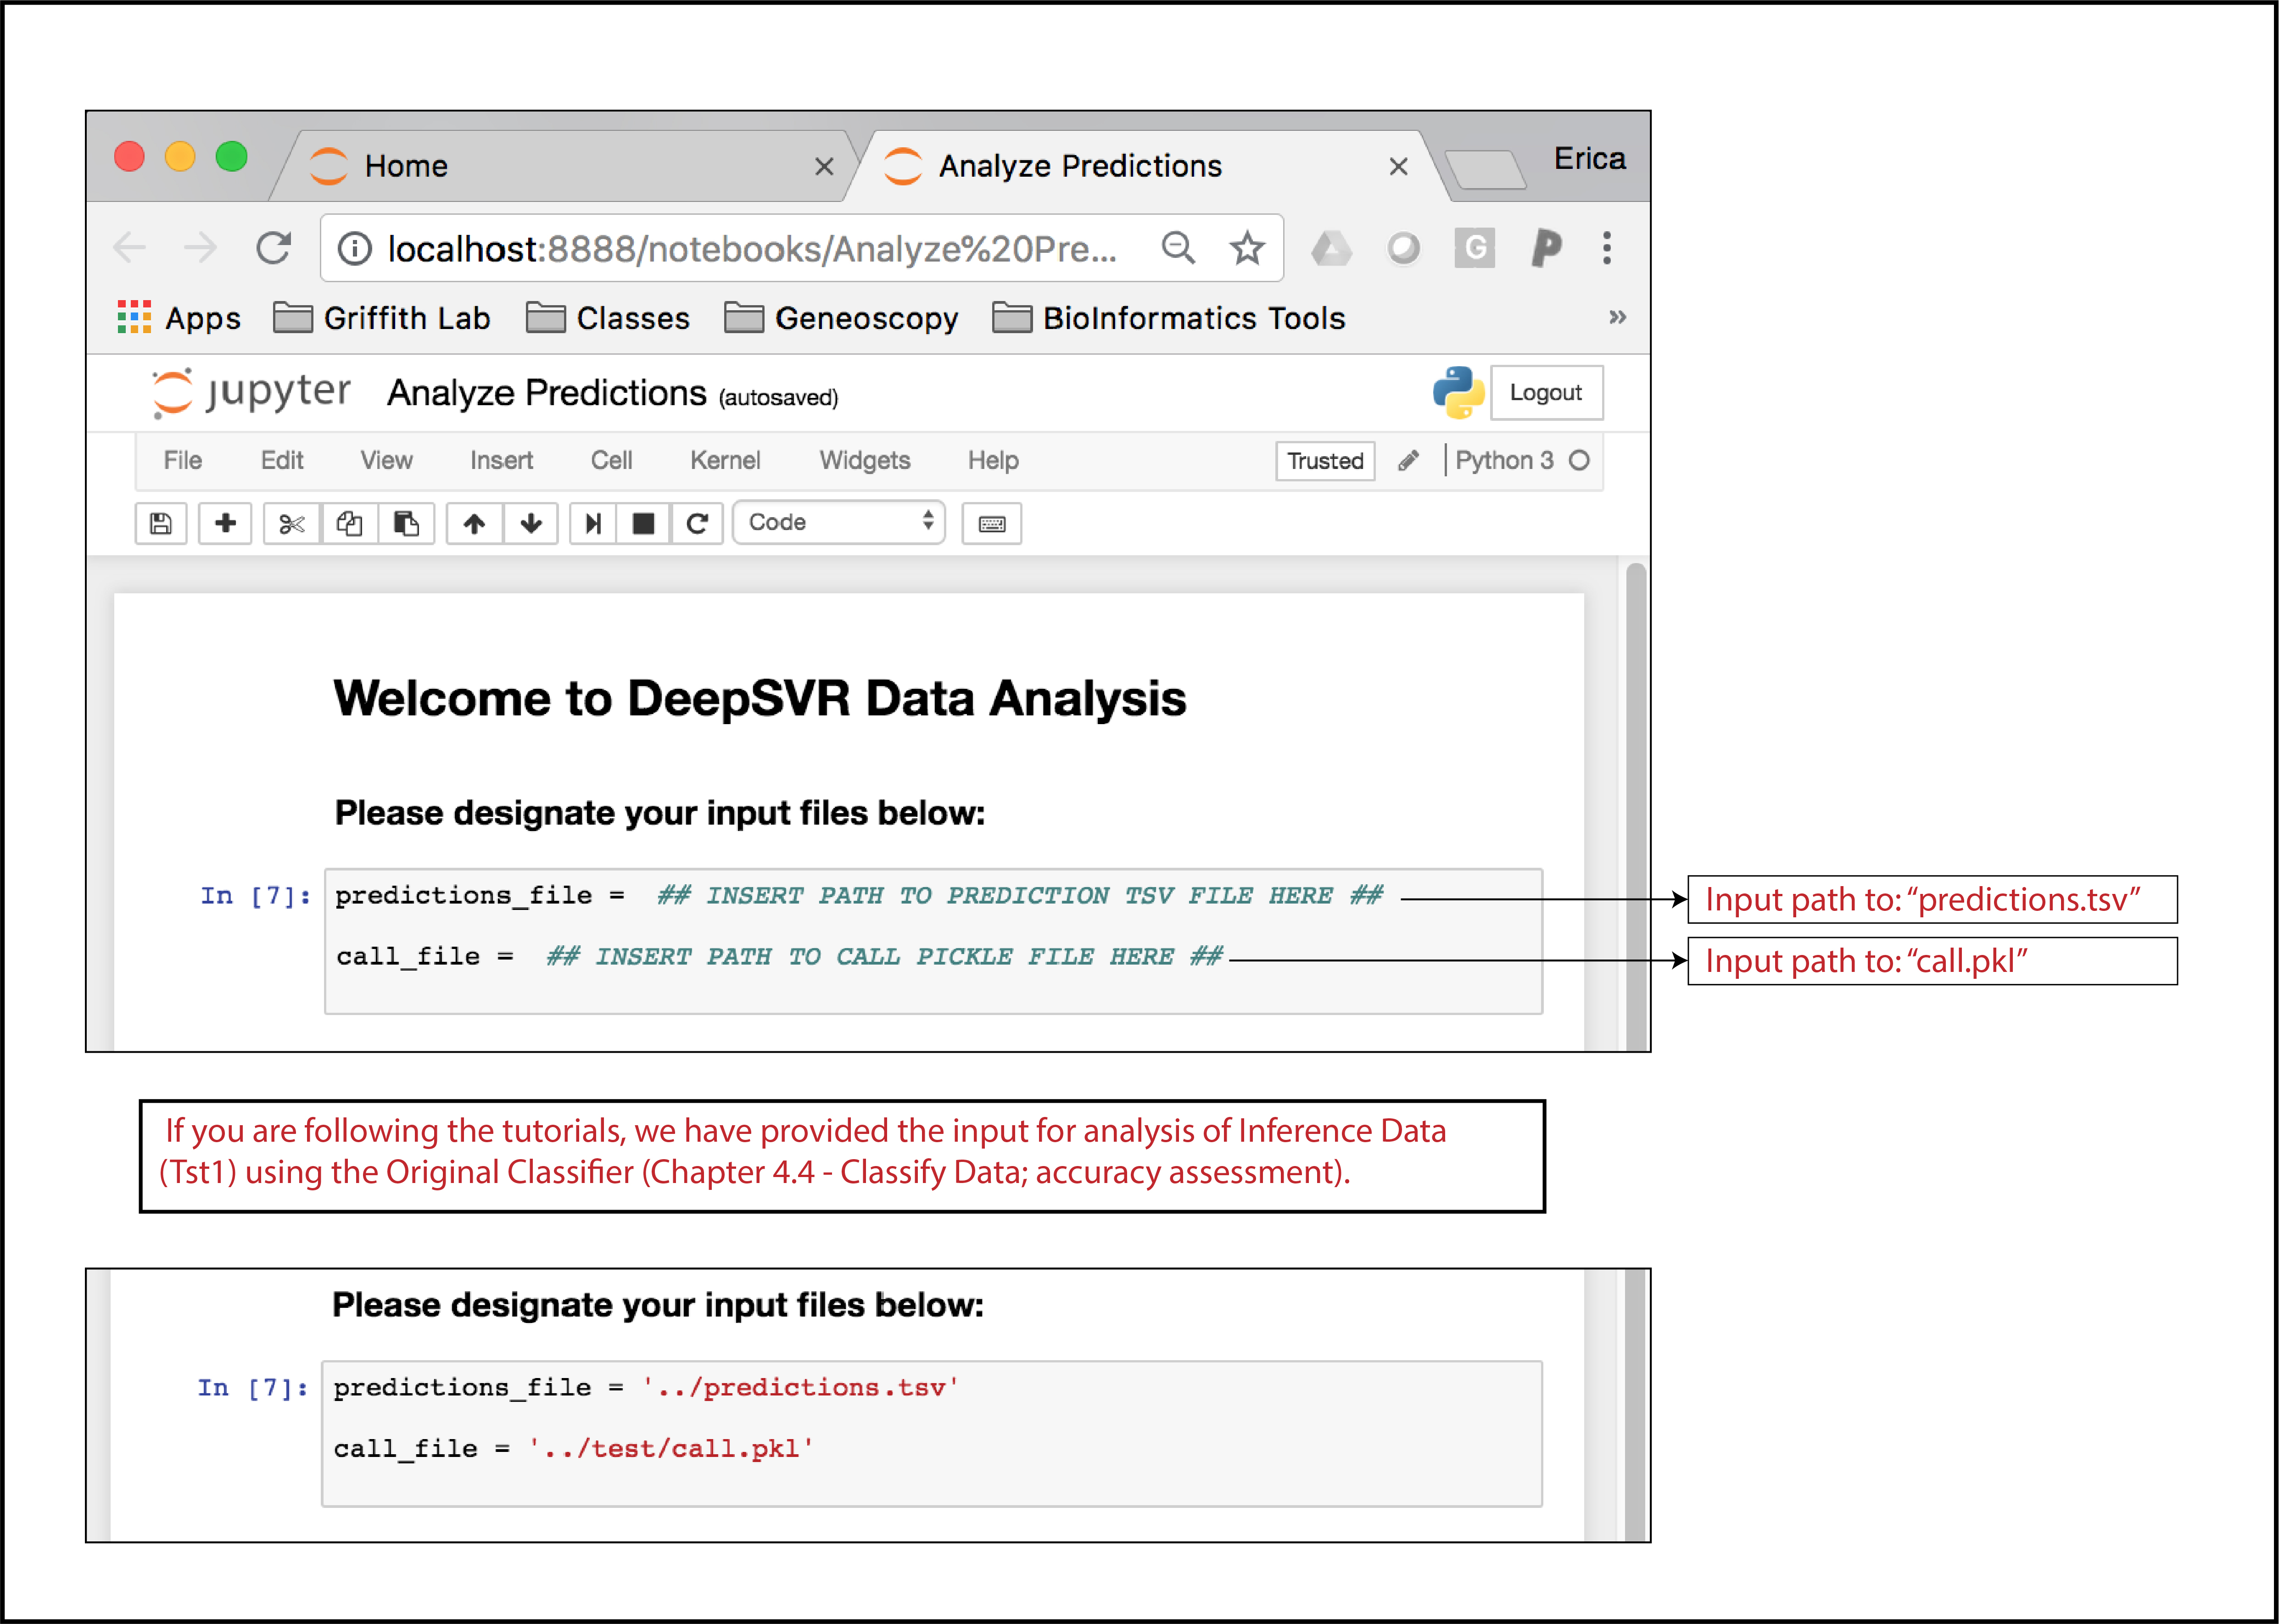 Home
Analyze Predictions
Erica
localhost:8888/notebooks/Analyze%20Pre...
G
P
Apps Griffith Lab Classes Geneoscopy BioInformatics Tools »
jupyter Analyze Predictions (autosaved) Logout
File Edit View Insert Cell Kernel Widgets Help Trusted Python 3
Code
Welcome to DeepSVR Data Analysis
Please designate your input files below:
In [7]: predictions_file = ## INSERT PATH TO PREDICTION TSV FILE HERE ##
Input path to: “predictions.tsv”
call_file = ## INSERT PATH TO CALL PICKLE FILE HERE ##
Input path to: “call.pkl”
If you are following the tutorials, we have provided the input for analysis of Inference Data
(Tst1) using the Original Classifier (Chapter 4.4 - Classify Data; accuracy assessment).
Please designate your input files below:
In [7]: predictions_file = '../predictions.tsv'
call_file = '../test/call.pkl'